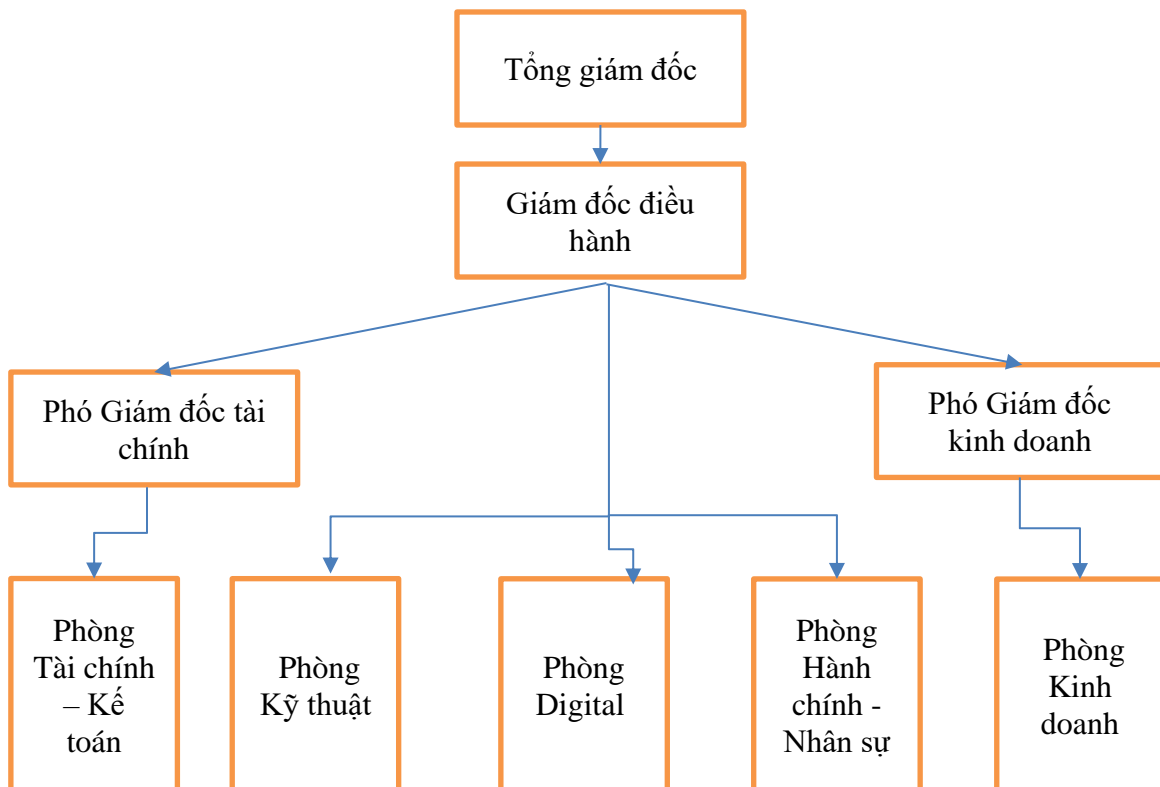 Tổng giám đốc
Giám đốc điều
hành
Phó Giám đốc tài
chính
Phó Giám đốc
kinh doanh
Phòng
Tài chính
– Kế
toán
Phòng
Kỹ thuật
Phòng
Digital
Phòng
Hành
chính -
Nhân sự
Phòng
Kinh
doanh